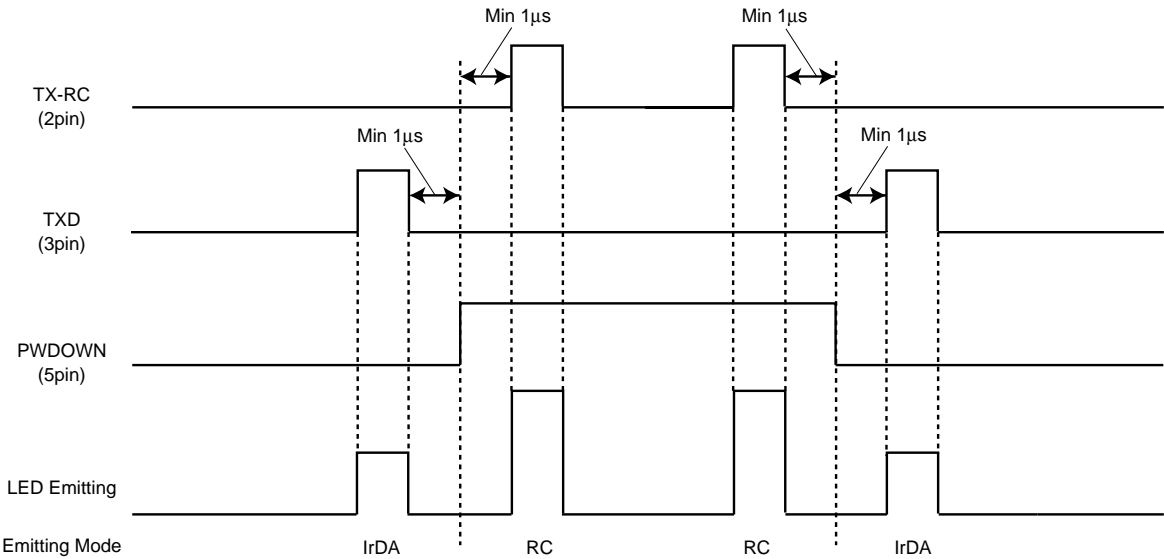 Min 1μs
Min 1μs
TX-RC
(2pin)
Min 1μs
Min 1μs
TXD
(3pin)
PWDOWN
(5pin)
LED Emitting
Emitting Mode
IrDA
RC
RC
IrDA